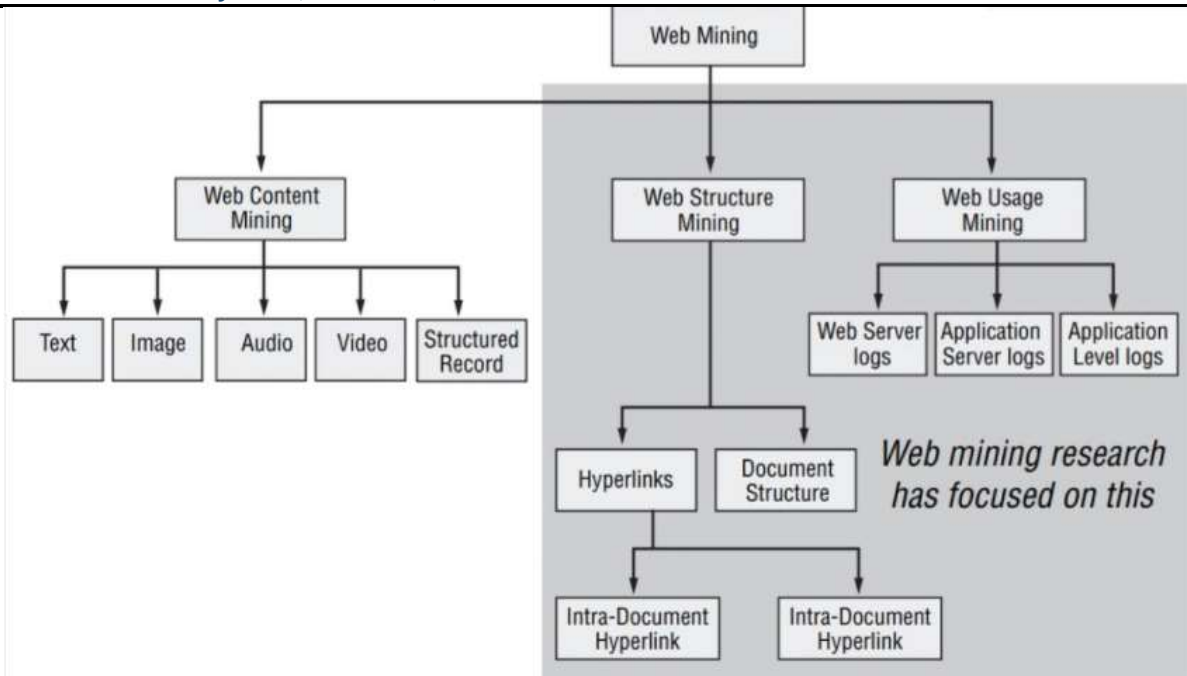 Web Mining
Web Content
Mining
Web Structure
Mining
Web Usage
Mining
Text
Image
Audio
Video
Structured
Record
Web Server
logs
Application
Server logs
Application
Level logs
Hyperlinks
Document
Structure
Web mining research
has focused on this
Intra-Document
Hyperlink
Intra-Document
Hyperlink